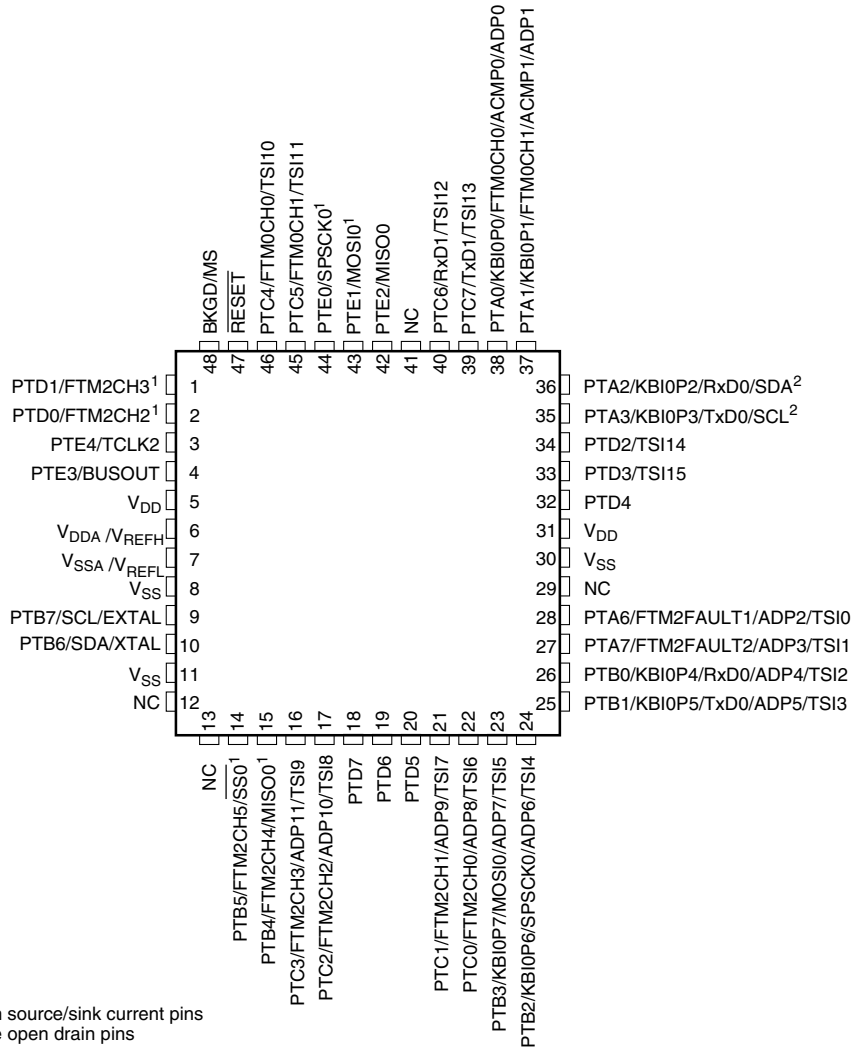 BKGD/MS
RESET
PTC4/FTM0CH0/TSI10
PTC5/FTM0CH1/TSI11
PTE0/SPSCK0¹
PTE1/MOSI0¹
PTE2/MISO0
NC
PTC6/RxD1/TSI12
PTC7/TxD1/TSI13
PTA0/KBI0P0/FTM0CH0/ACMP0/ADP0
PTA1/KBI0P1/FTM0CH1/ACMP1/ADP1
48
47
46
45
44
43
42
41
40
39
38
37
PTD1/FTM2CH3¹ 1
PTD0/FTM2CH2¹ 2
PTE4/TCLK2 3
PTE3/BUSOUT 4
VDD 5
VDDA /VREFH 6
VSSA /VREFL 7
VSS 8
PTB7/SCL/EXTAL 9
PTB6/SDA/XTAL 10
VSS 11
NC 12
36 PTA2/KBI0P2/RxD0/SDA²
35 PTA3/KBI0P3/TxD0/SCL²
34 PTD2/TSI14
33 PTD3/TSI15
32 PTD4
31 VDD
30 VSS
29 NC
28 PTA6/FTM2FAULT1/ADP2/TSI0
27 PTA7/FTM2FAULT2/ADP3/TSI1
26 PTB0/KBI0P4/RxD0/ADP4/TSI2
25 PTB1/KBI0P5/TxD0/ADP5/TSI3
13
14
15
16
17
18
19
20
21
22
23
24
NC
PTB5/FTM2CH5/SS0¹
PTB4/FTM2CH4/MISO0¹
PTC3/FTM2CH3/ADP11/TSI9
PTC2/FTM2CH2/ADP10/TSI8
PTD7
PTD6
PTD5
PTC1/FTM2CH1/ADP9/TSI7
PTC0/FTM2CH0/ADP8/TSI6
PTB3/KBI0P7/MOSI0/ADP7/TSI5
PTB2/KBI0P6/SPSCK0/ADP6/TSI4
source/sink current pins
open drain pins